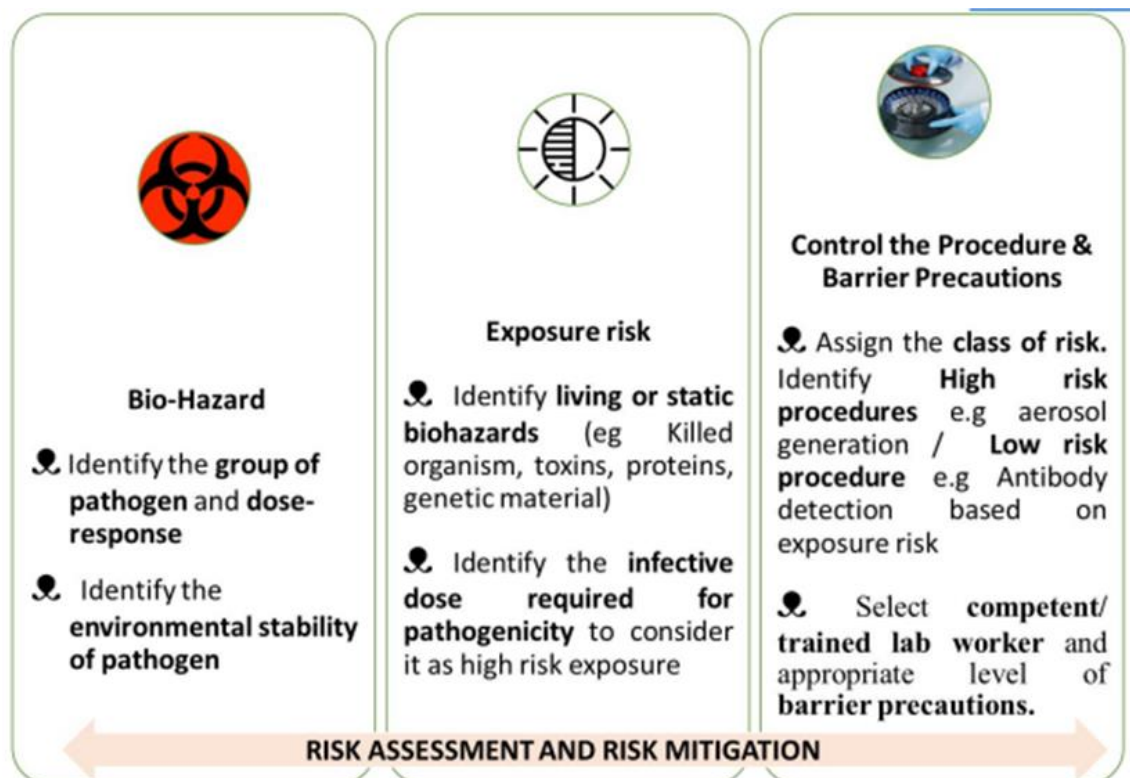 Bio-Hazard
Identify the group of
pathogen and dose-
response
Identify the
environmental stability
of pathogen
Exposure risk
Identify living or static
biohazards (eg Killed
organism, toxins, proteins,
genetic material)
Identify the infective
dose required for
pathogenicity to consider
it as high risk exposure
Control the Procedure &
Barrier Precautions
Assign the class of risk.
Identify High risk
procedures e.g aerosol
generation / Low risk
procedure e.g Antibody
detection based on
exposure risk
Select competent/
trained lab worker and
appropriate level of
barrier precautions.
RISK ASSESSMENT AND RISK MITIGATION